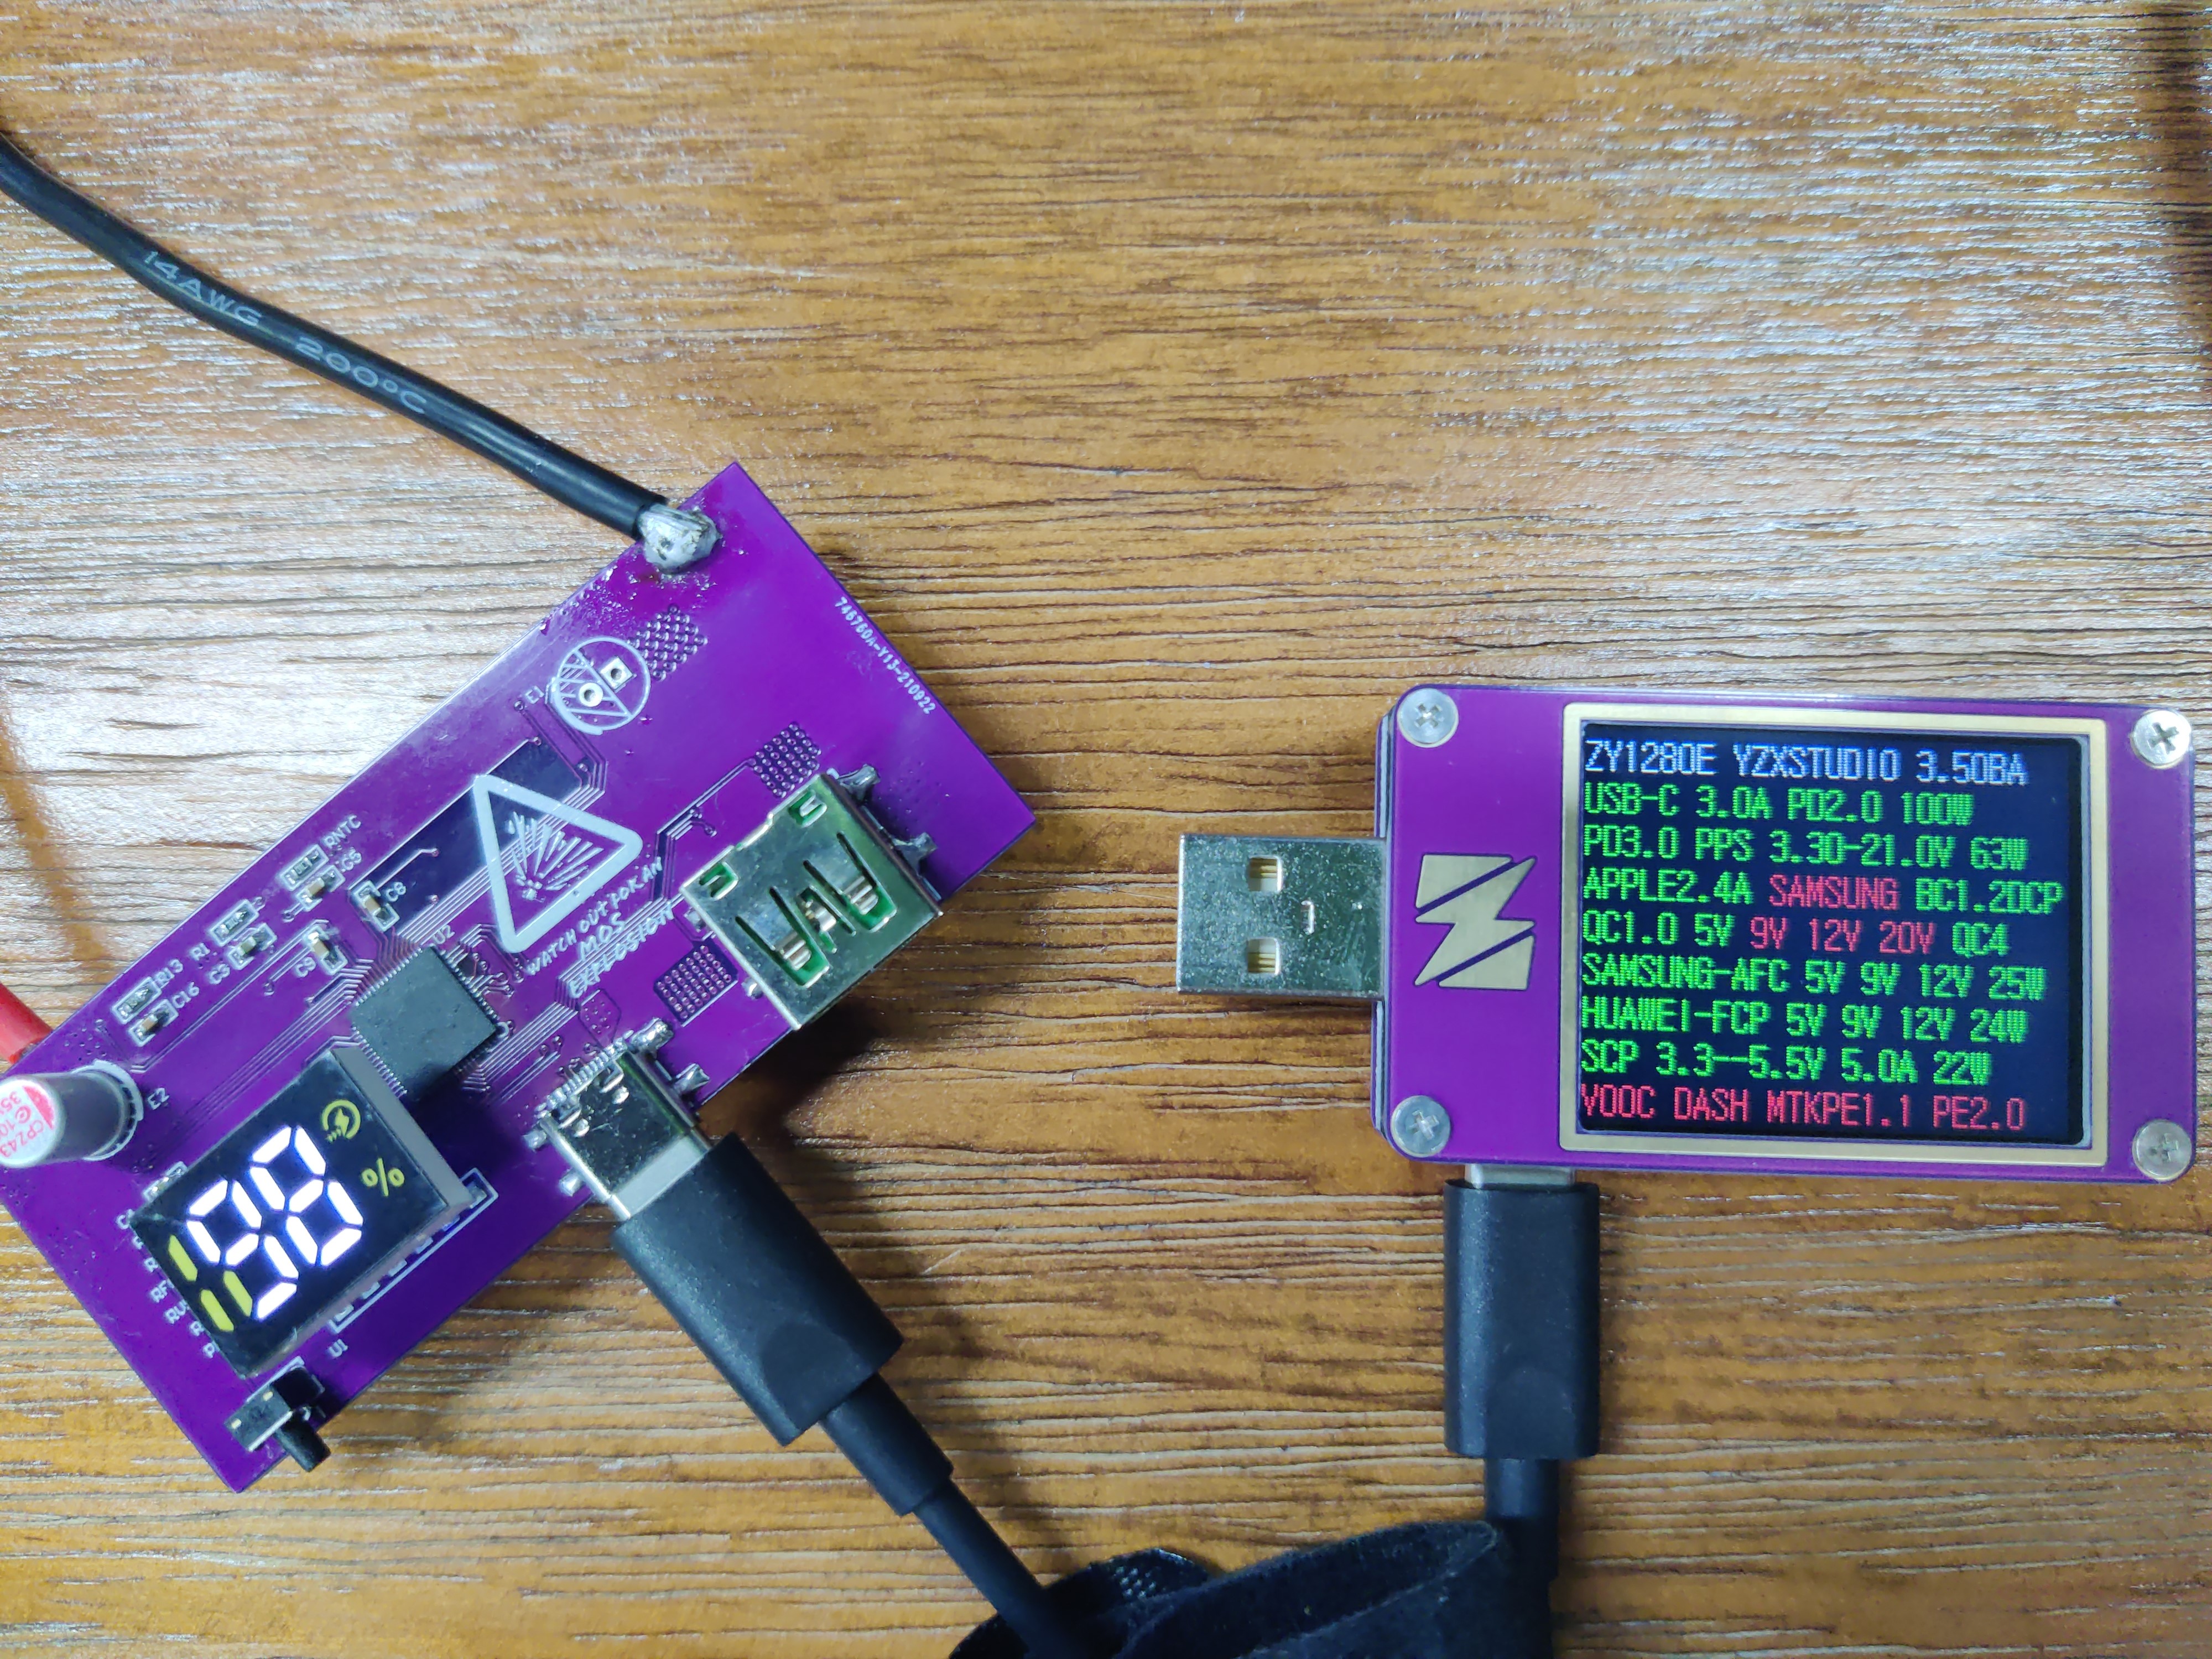 14AWG 200°C
746760A-Y13-210922
E1
RNTC
C5
C8
R1
C3
R13
C16
C9
U2
WATCH OUT FOR AN
MOS
EXPLOSION
E2
98
%
U1
ZY1280E YZXSTUDIO 3.50BA
USB-C 3.0A PD2.0 100W
PD3.0 PPS 3.30-21.0V 63W
APPLE2.4A SAMSUNG BC1.2DCP
QC1.0 5V 9V 12V 20V QC4
SAMSUNG-AFC 5V 9V 12V 25W
HUAWEI-FCP 5V 9V 12V 24W
SCP 3.3--5.5V 5.0A 22W
VOOC DASH MTKPE1.1 PE2.0